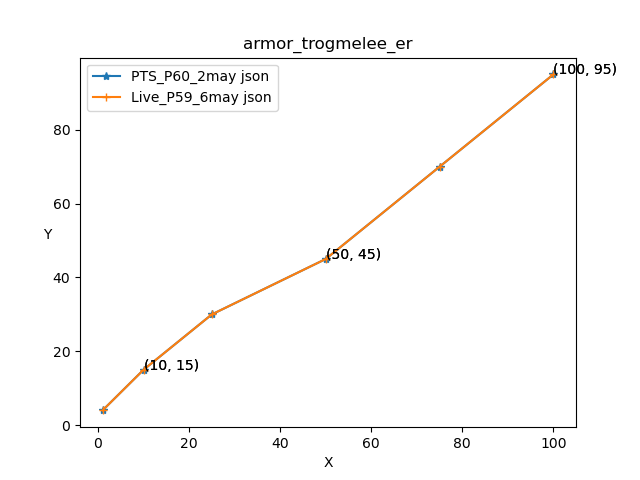 armor_trogmelee_er
PTS_P60_2may json
Live_P59_6may json
(100, 95)
(50, 45)
(10, 15)
Y
80
60
40
20
0
0 20 40 60 80 100
X